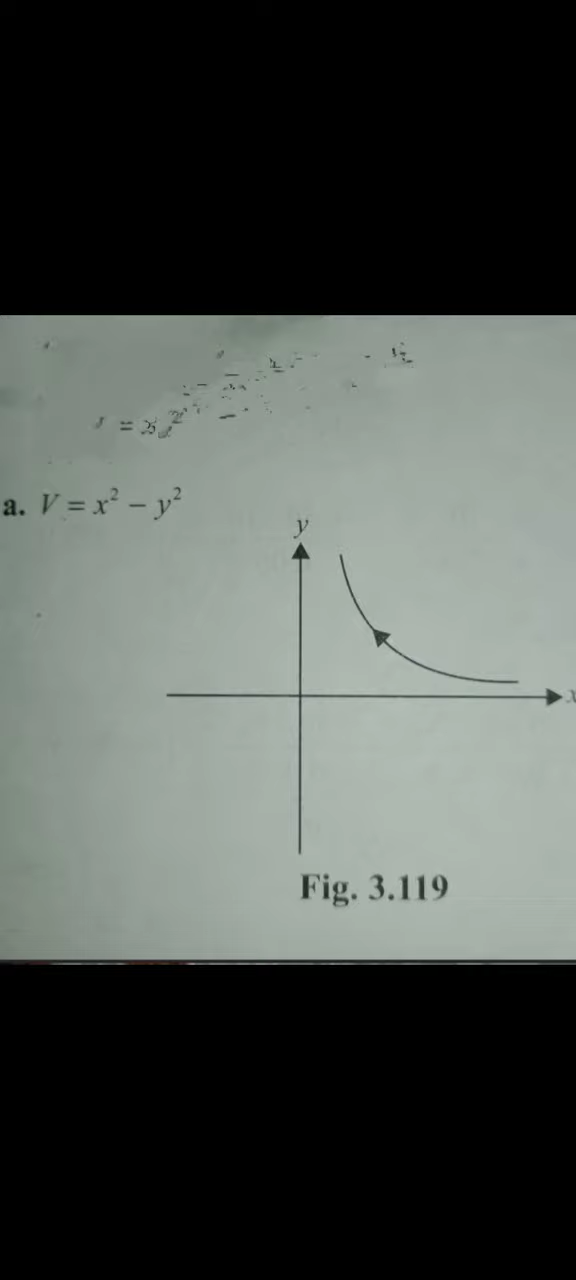 a. V = x² – y²
y
x
Fig. 3.119